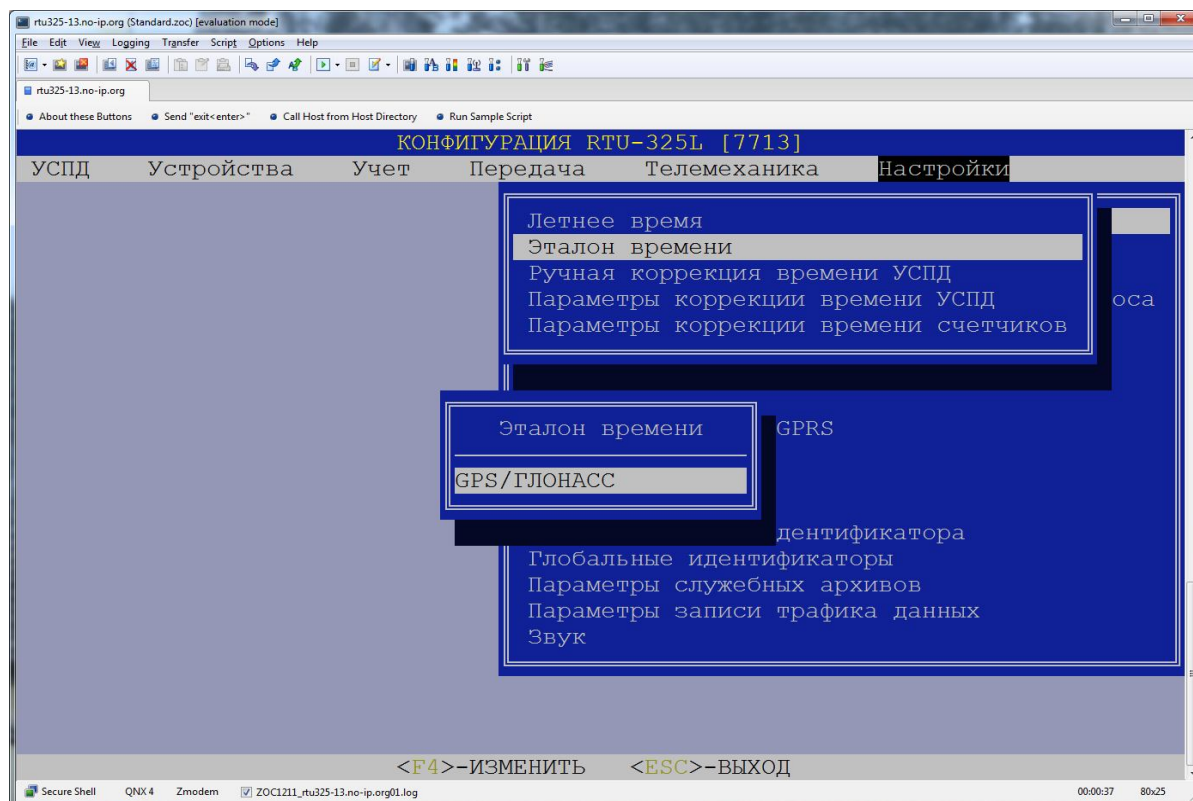 rtu325-13.no-ip.org (Standard.zoc) [evaluation mode]
File Edit View Logging Transfer Script Options Help
rtu325-13.no-ip.org
About these Buttons Send "exit<enter>" Call Host from Host Directory Run Sample Script
КОНФИГУРАЦИЯ RTU-325L [7713]
УСПД Устройства Учет Передача Телемеханика Настройки
Летнее время
Эталон времени
Ручная коррекция времени УСПД
Параметры коррекции времени УСПД оса
Параметры коррекции времени счетчиков
Эталон времени GPRS
GPS/ГЛОНАСС
дентификатора
Глобальные идентификаторы
Параметры служебных архивов
Параметры записи трафика данных
Звук
<F4>-ИЗМЕНИТЬ <ESC>-ВЫХОД
Secure Shell QNX 4 Zmodem ZOC1211_rtu325-13.no-ip.org01.log 00:00:37 80x25